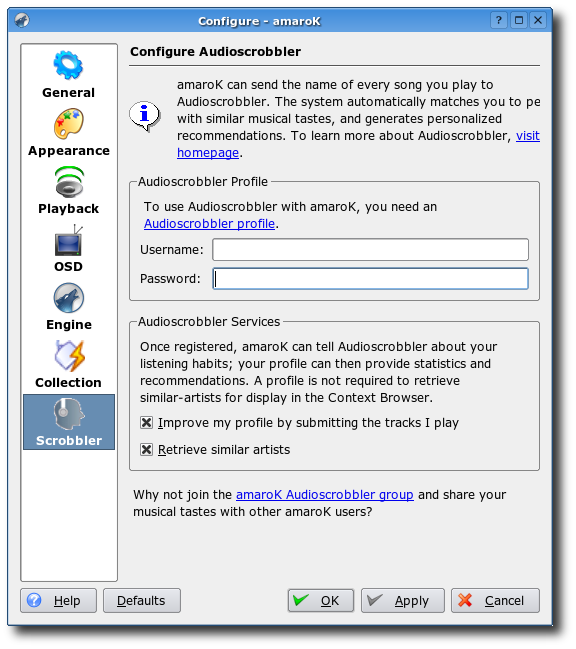 Configure - amaroK
General
Appearance
Playback
OSD
Engine
Collection
Scrobbler
Configure Audioscrobbler
amaroK can send the name of every song you play to
Audioscrobbler. The system automatically matches you to pe
with similar musical tastes, and generates personalized
recommendations. To learn more about Audioscrobbler, visit
homepage.
Audioscrobbler Profile
To use Audioscrobbler with amaroK, you need an
Audioscrobbler profile.
Username:
Password:
Audioscrobbler Services
Once registered, amaroK can tell Audioscrobbler about your
listening habits; your profile can then provide statistics and
recommendations. A profile is not required to retrieve
similar-artists for display in the Context Browser.
Improve my profile by submitting the tracks I play
Retrieve similar artists
Why not join the amaroK Audioscrobbler group and share your
musical tastes with other amaroK users?
Help Defaults OK Apply Cancel